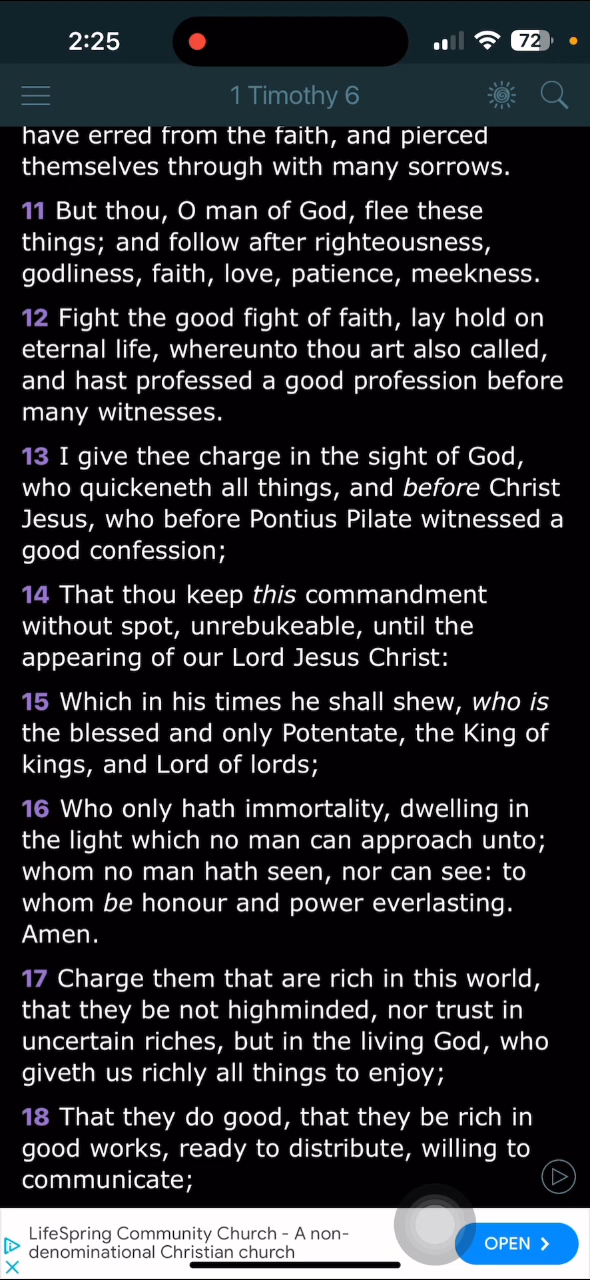 2:25
72
1 Timothy 6
have erred from the faith, and pierced
themselves through with many sorrows.
11 But thou, O man of God, flee these
things; and follow after righteousness,
godliness, faith, love, patience, meekness.
12 Fight the good fight of faith, lay hold on
eternal life, whereunto thou art also called,
and hast professed a good profession before
many witnesses.
13 I give thee charge in the sight of God,
who quickeneth all things, and before Christ
Jesus, who before Pontius Pilate witnessed a
good confession;
14 That thou keep this commandment
without spot, unrebukeable, until the
appearing of our Lord Jesus Christ:
15 Which in his times he shall shew, who is
the blessed and only Potentate, the King of
kings, and Lord of lords;
16 Who only hath immortality, dwelling in
the light which no man can approach unto;
whom no man hath seen, nor can see: to
whom be honour and power everlasting.
Amen.
17 Charge them that are rich in this world,
that they be not highminded, nor trust in
uncertain riches, but in the living God, who
giveth us richly all things to enjoy;
18 That they do good, that they be rich in
good works, ready to distribute, willing to
communicate;
LifeSpring Community Church - A non-
denominational Christian church
OPEN